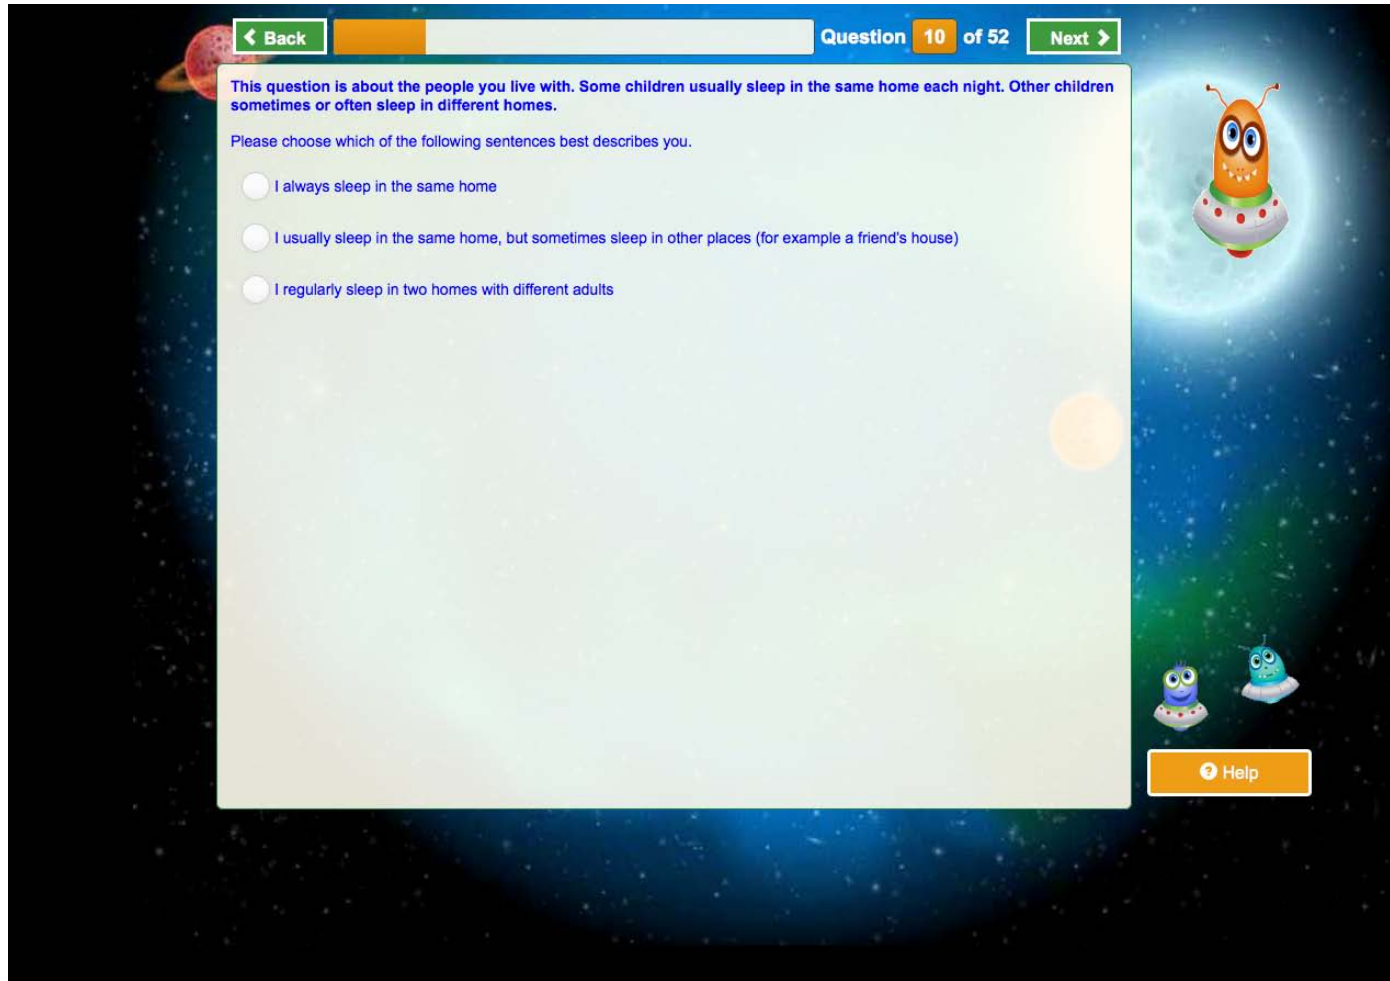 Back
Question 10 of 52
Next
This question is about the people you live with. Some children usually sleep in the same home each night. Other children
sometimes or often sleep in different homes.
Please choose which of the following sentences best describes you.
I always sleep in the same home
I usually sleep in the same home, but sometimes sleep in other places (for example a friend's house)
I regularly sleep in two homes with different adults
Help